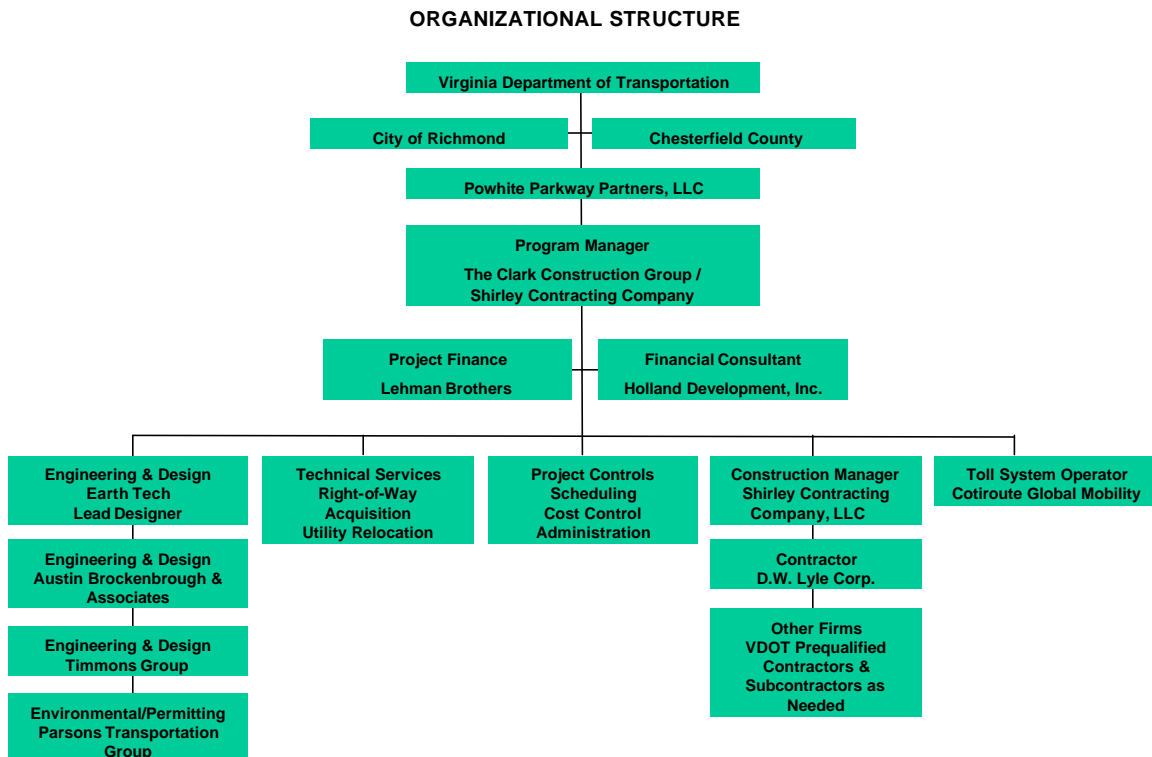 ORGANIZATIONAL STRUCTURE
Virginia Department of Transportation
City of Richmond
Chesterfield County
Powhite Parkway Partners, LLC
Program Manager
The Clark Construction Group /
Shirley Contracting Company
Project Finance
Lehman Brothers
Financial Consultant
Holland Development, Inc.
Engineering & Design
Earth Tech
Lead Designer
Technical Services
Right-of-Way
Acquisition
Utility Relocation
Project Controls
Scheduling
Cost Control
Administration
Construction Manager
Shirley Contracting
Company, LLC
Toll System Operator
Cotiroute Global Mobility
Engineering & Design
Austin Brockenbrough &
Associates
Contractor
D.W. Lyle Corp.
Engineering & Design
Timmons Group
Other Firms
VDOT Prequalified
Contractors &
Subcontractors as
Needed
Environmental/Permitting
Parsons Transportation
Group